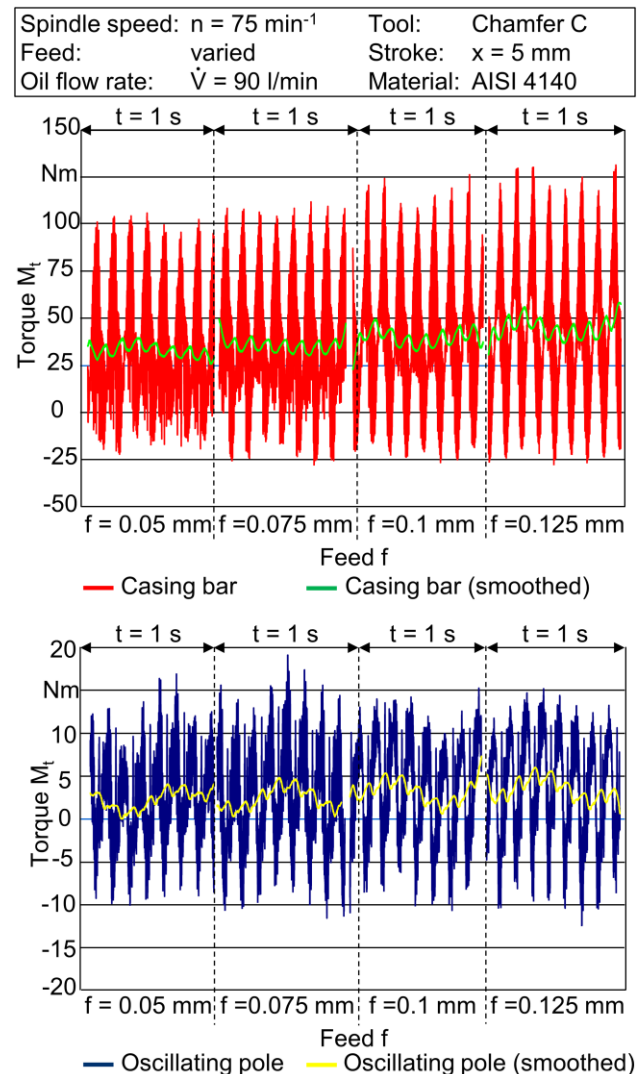 Spindle speed: n = 75 min⁻¹ Tool: Chamfer C
Feed: varied Stroke: x = 5 mm
Oil flow rate: V̇ = 90 l/min Material: AISI 4140
t = 1 s t = 1 s t = 1 s t = 1 s
150
Nm
100
75
50
25
0
-25
-50
Torque Mₜ
f = 0.05 mm f =0.075 mm f =0.1 mm f =0.125 mm
Feed f
Casing bar Casing bar (smoothed)
t = 1 s t = 1 s t = 1 s t = 1 s
20
Nm
10
5
0
-5
-10
-15
-20
Torque Mₜ
f = 0.05 mm f =0.075 mm f =0.1 mm f =0.125 mm
Feed f
Oscillating pole Oscillating pole (smoothed)